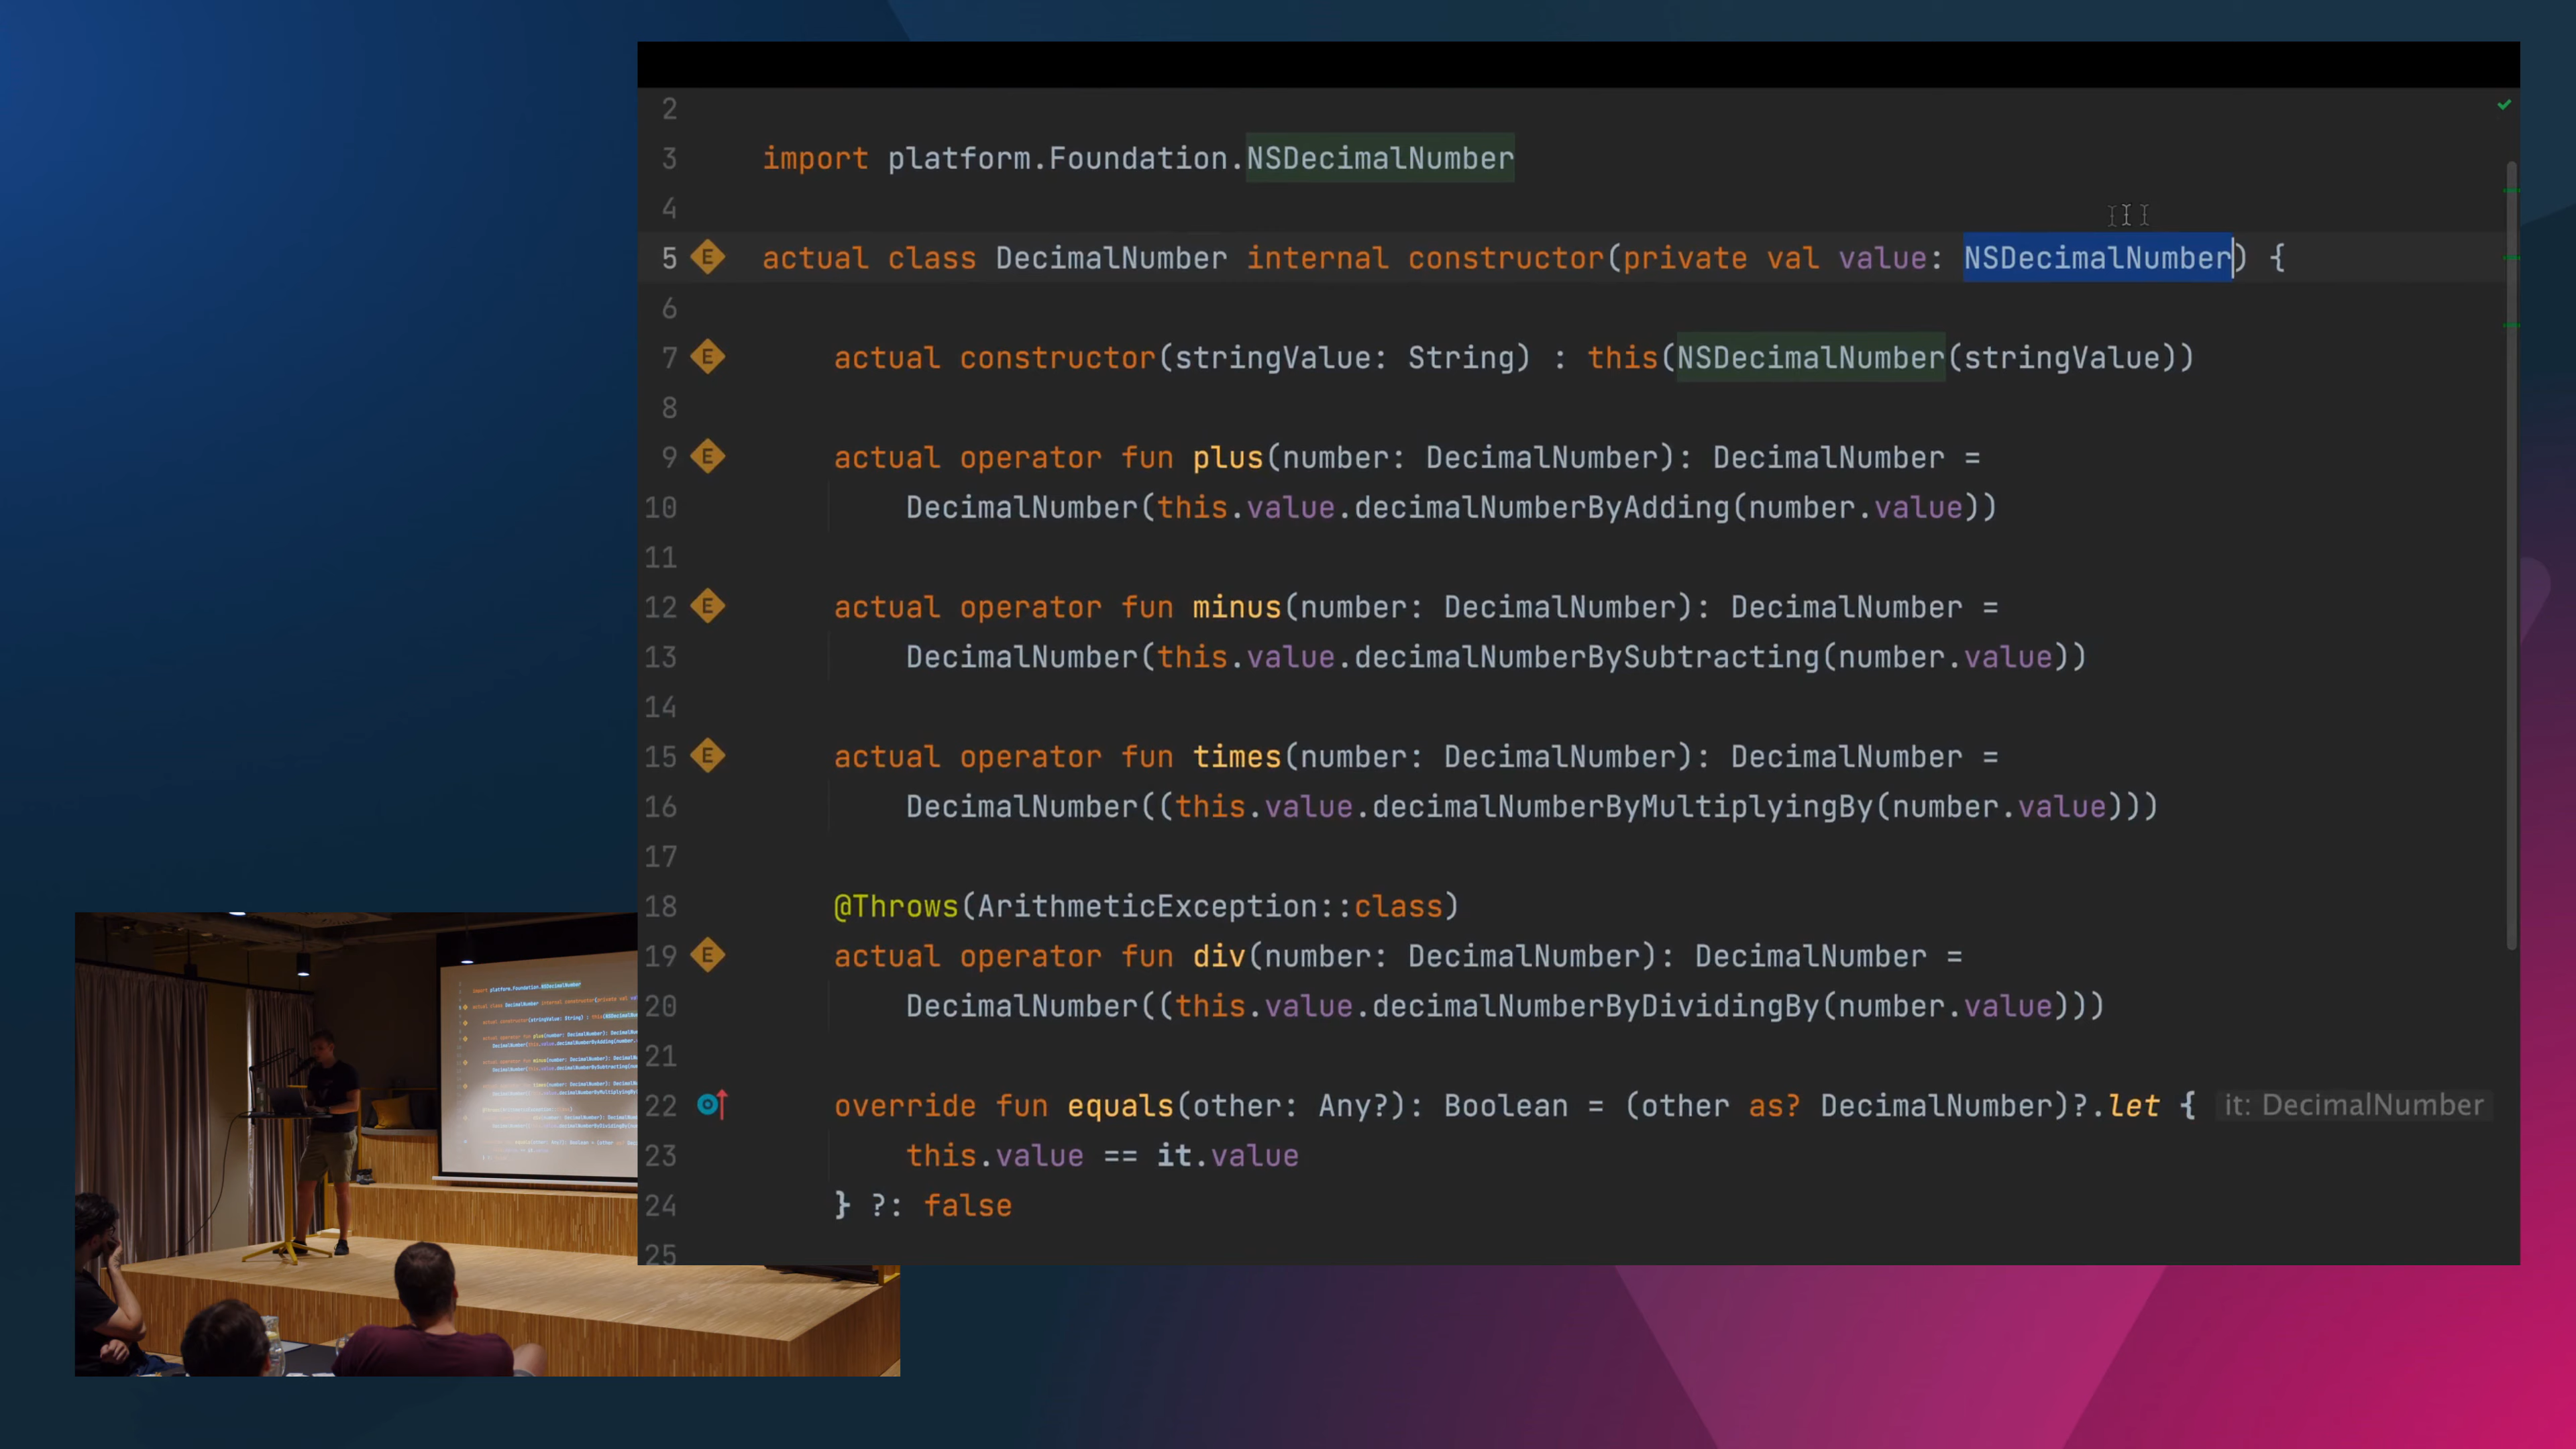 2
3 import platform.Foundation.NSDecimalNumber
4
5 E actual class DecimalNumber internal constructor(private val value: NSDecimalNumber) {
6
7 E actual constructor(stringValue: String) : this(NSDecimalNumber(stringValue))
8
9 E actual operator fun plus(number: DecimalNumber): DecimalNumber =
10 DecimalNumber(this.value.decimalNumberByAdding(number.value))
11
12 E actual operator fun minus(number: DecimalNumber): DecimalNumber =
13 DecimalNumber(this.value.decimalNumberBySubtracting(number.value))
14
15 E actual operator fun times(number: DecimalNumber): DecimalNumber =
16 DecimalNumber((this.value.decimalNumberByMultiplyingBy(number.value)))
17
18 @Throws(ArithmeticException::class)
19 E actual operator fun div(number: DecimalNumber): DecimalNumber =
20 DecimalNumber((this.value.decimalNumberByDividingBy(number.value)))
21
22 override fun equals(other: Any?): Boolean = (other as? DecimalNumber)?.let { it: DecimalNumber
23 this.value == it.value
24 } ?: false
25